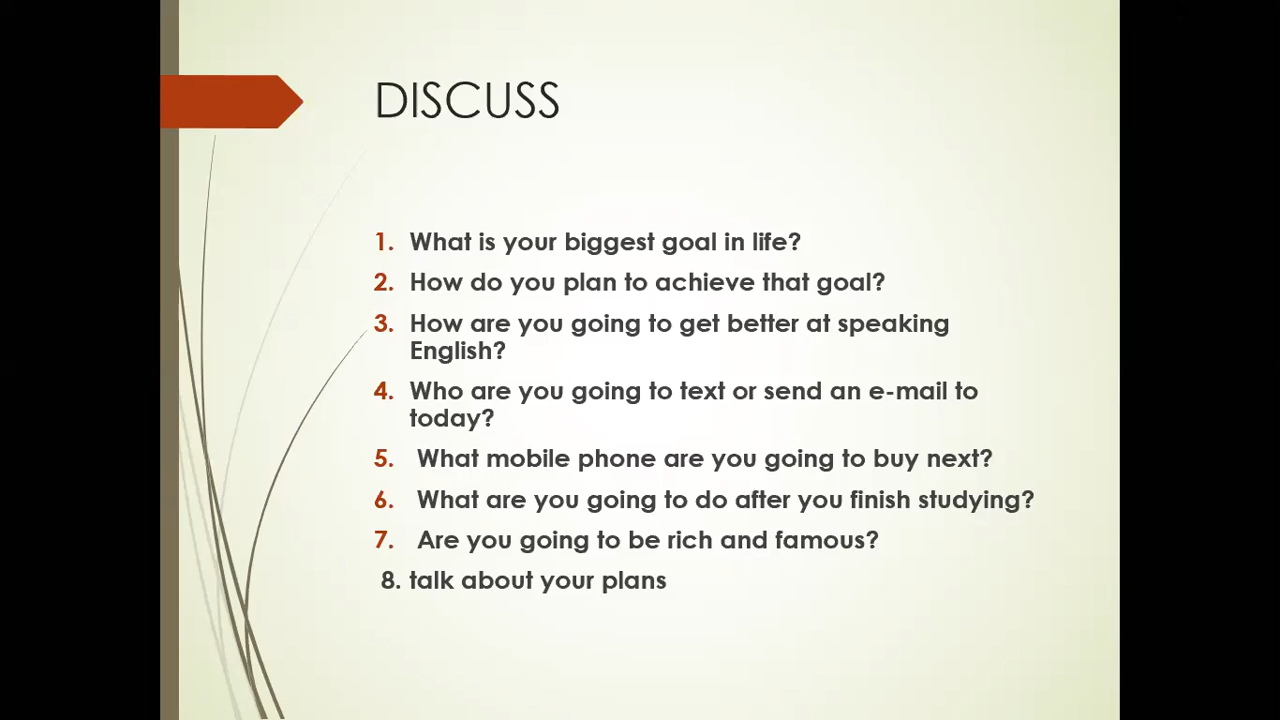 DISCUSS
1. What is your biggest goal in life?
2. How do you plan to achieve that goal?
3. How are you going to get better at speaking
English?
4. Who are you going to text or send an e-mail to
today?
5. What mobile phone are you going to buy next?
6. What are you going to do after you finish studying?
7. Are you going to be rich and famous?
8. talk about your plans